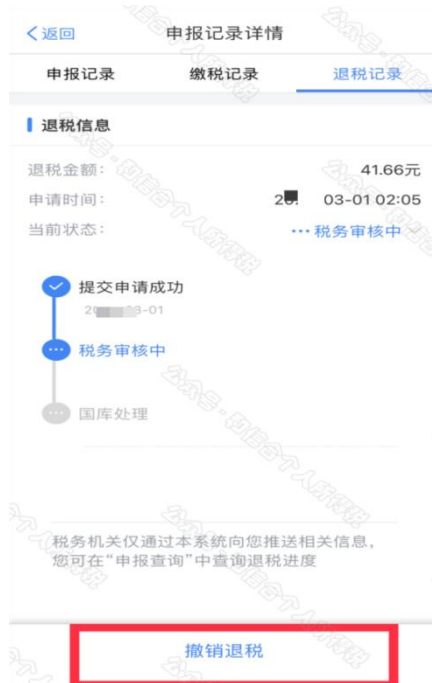 返回
申报记录详情
申报记录
缴税记录
退税记录
退税信息
退税金额：
41.66元
申请时间：
03-01 02:05
当前状态：
税务审核中
提交申请成功
-01
税务审核中
国库处理
税务机关仅通过本系统向您推送相关信息，
您可在“申报查询”中查询退税进度
撤销退税